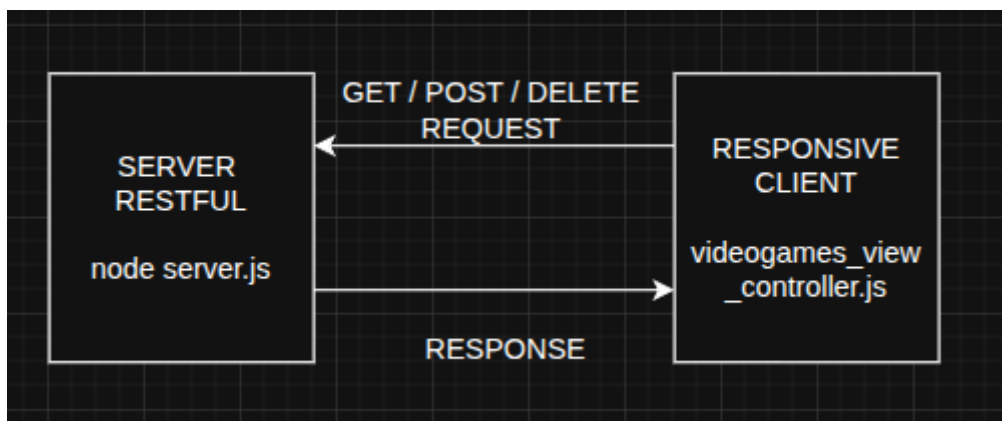 SERVER
RESTFUL
node server.js
GET / POST / DELETE
REQUEST
RESPONSE
RESPONSIVE
CLIENT
videogames_view
_controller.js